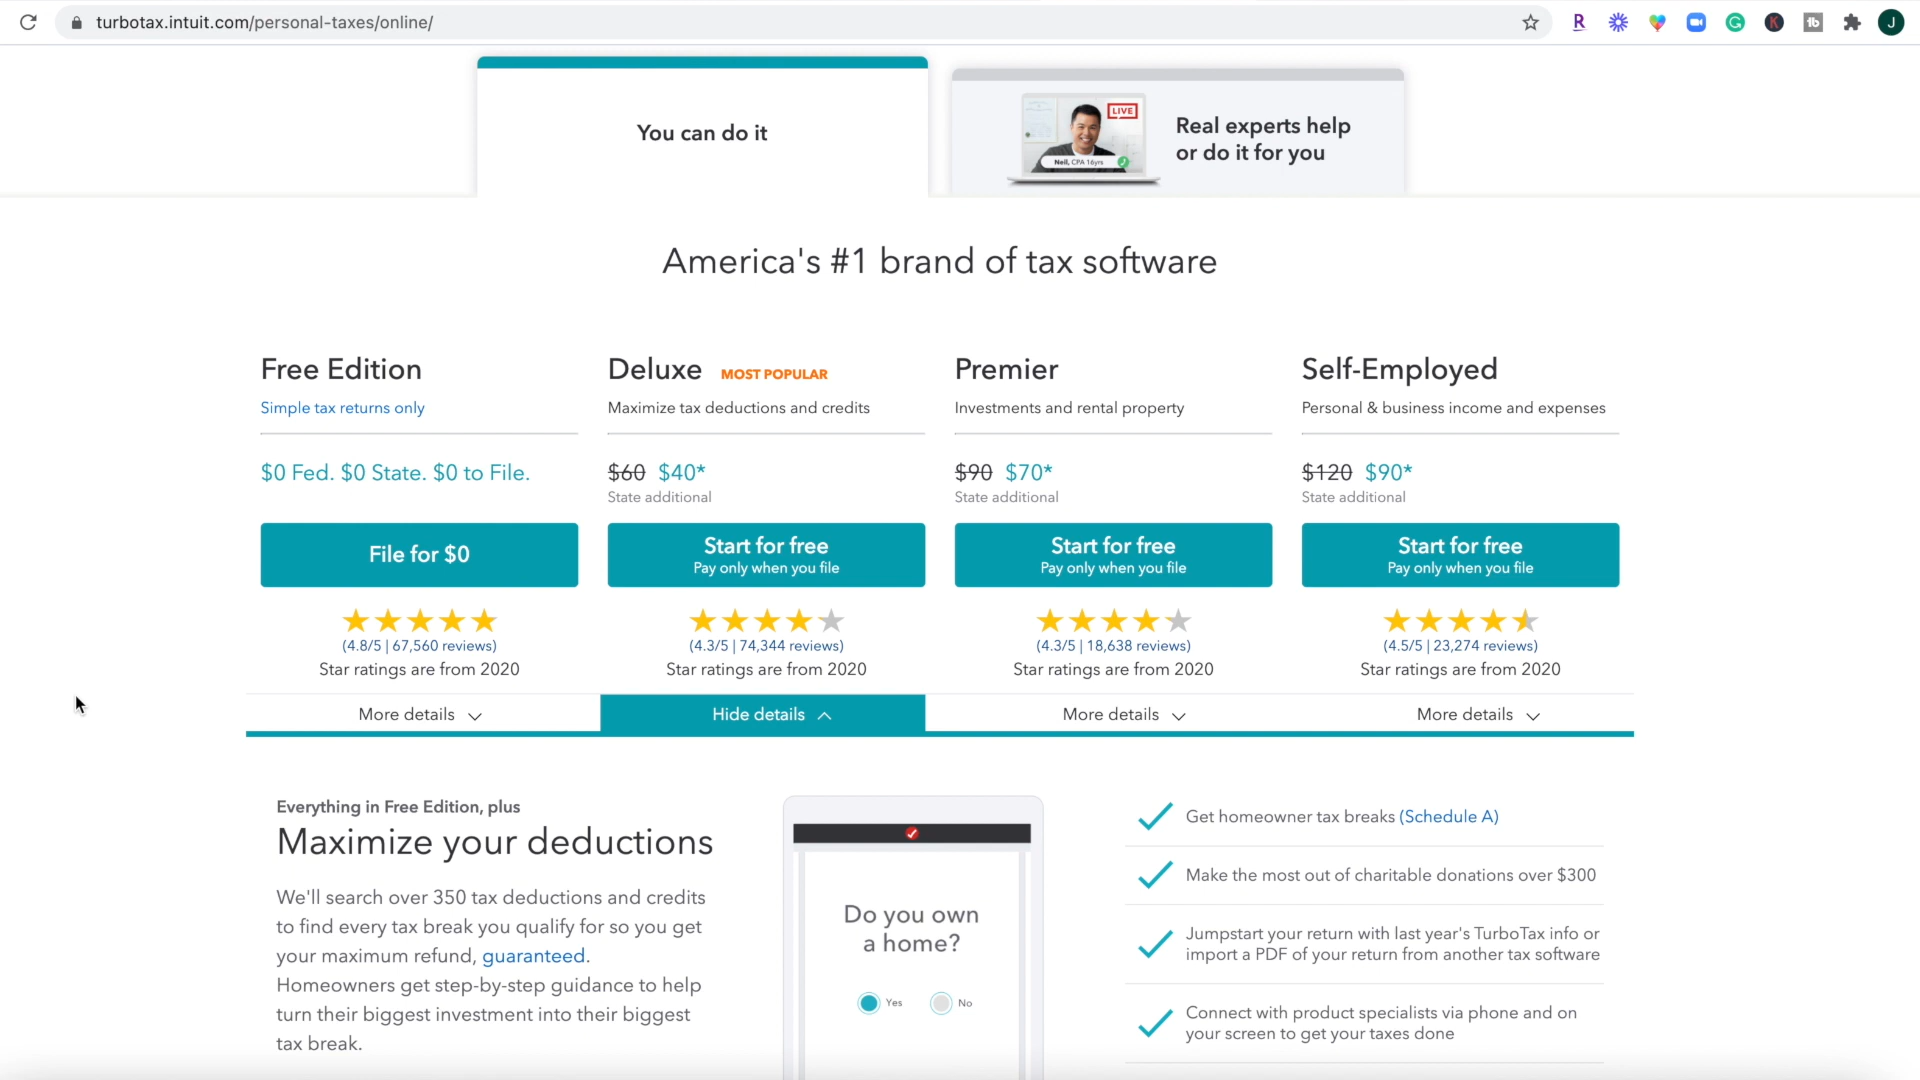 turbotax.intuit.com/personal-taxes/online/
J
You can do it
LIVE
Neil, CPA 16yrs
Real experts help
or do it for you
America's #1 brand of tax software
Free Edition
Simple tax returns only
$0 Fed. $0 State. $0 to File.
File for $0
(4.8/5 | 67,560 reviews)
Star ratings are from 2020
More details
Deluxe MOST POPULAR
Maximize tax deductions and credits
$60 $40*
State additional
Start for free
Pay only when you file
(4.3/5 | 74,344 reviews)
Star ratings are from 2020
Hide details
Premier
Investments and rental property
$90 $70*
State additional
Start for free
Pay only when you file
(4.3/5 | 18,638 reviews)
Star ratings are from 2020
More details
Self-Employed
Personal & business income and expenses
$120 $90*
State additional
Start for free
Pay only when you file
(4.5/5 | 23,274 reviews)
Star ratings are from 2020
More details
Everything in Free Edition, plus
Maximize your deductions
We'll search over 350 tax deductions and credits
to find every tax break you qualify for so you get
your maximum refund, guaranteed.
Homeowners get step-by-step guidance to help
turn their biggest investment into their biggest
tax break.
Do you own
a home?
Yes No
Get homeowner tax breaks (Schedule A)
Make the most out of charitable donations over $300
Jumpstart your return with last year's TurboTax info or
import a PDF of your return from another tax software
Connect with product specialists via phone and on
your screen to get your taxes done